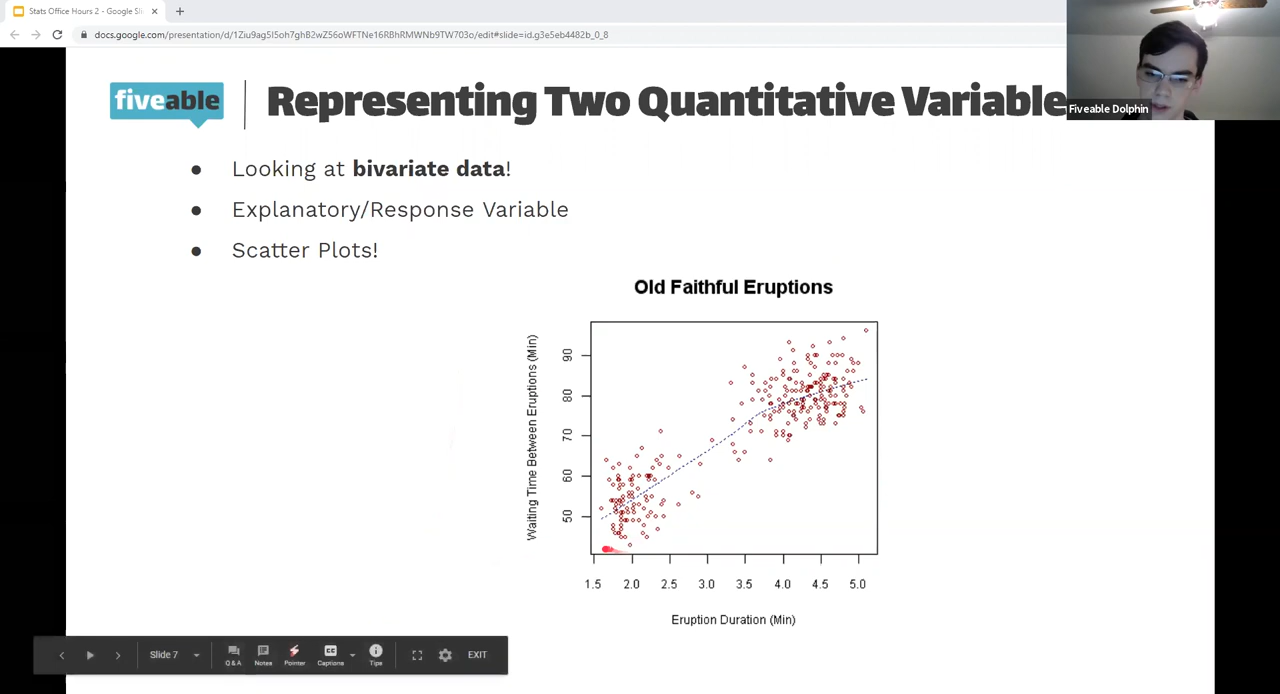 Stats Office Hours 2 - Google Sli
docs.google.com/presentation/d/1Ziu9ag5I5oh7ghB2wZ56oWFTNe16RBhRMWNb9TW703o/edit#slide=id.g3e5eb4482b_0_8
fiveable
Representing Two Quantitative Variable
Fiveable Dolphin
Looking at bivariate data!
Explanatory/Response Variable
Scatter Plots!
Old Faithful Eruptions
Waiting Time Between Eruptions (Min)
90
80
70
60
50
1.5 2.0 2.5 3.0 3.5 4.0 4.5 5.0
Eruption Duration (Min)
Slide 7
Q & A Notes Pointer Captions Tips
EXIT